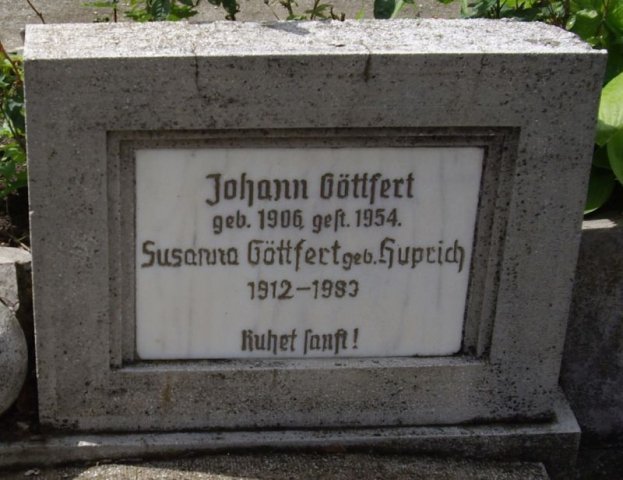 Johann Göttfert
geb. 1906 gest. 1954.
Susanna Göttfert geb. Huprich
1912-1983
Ruhet sanft!